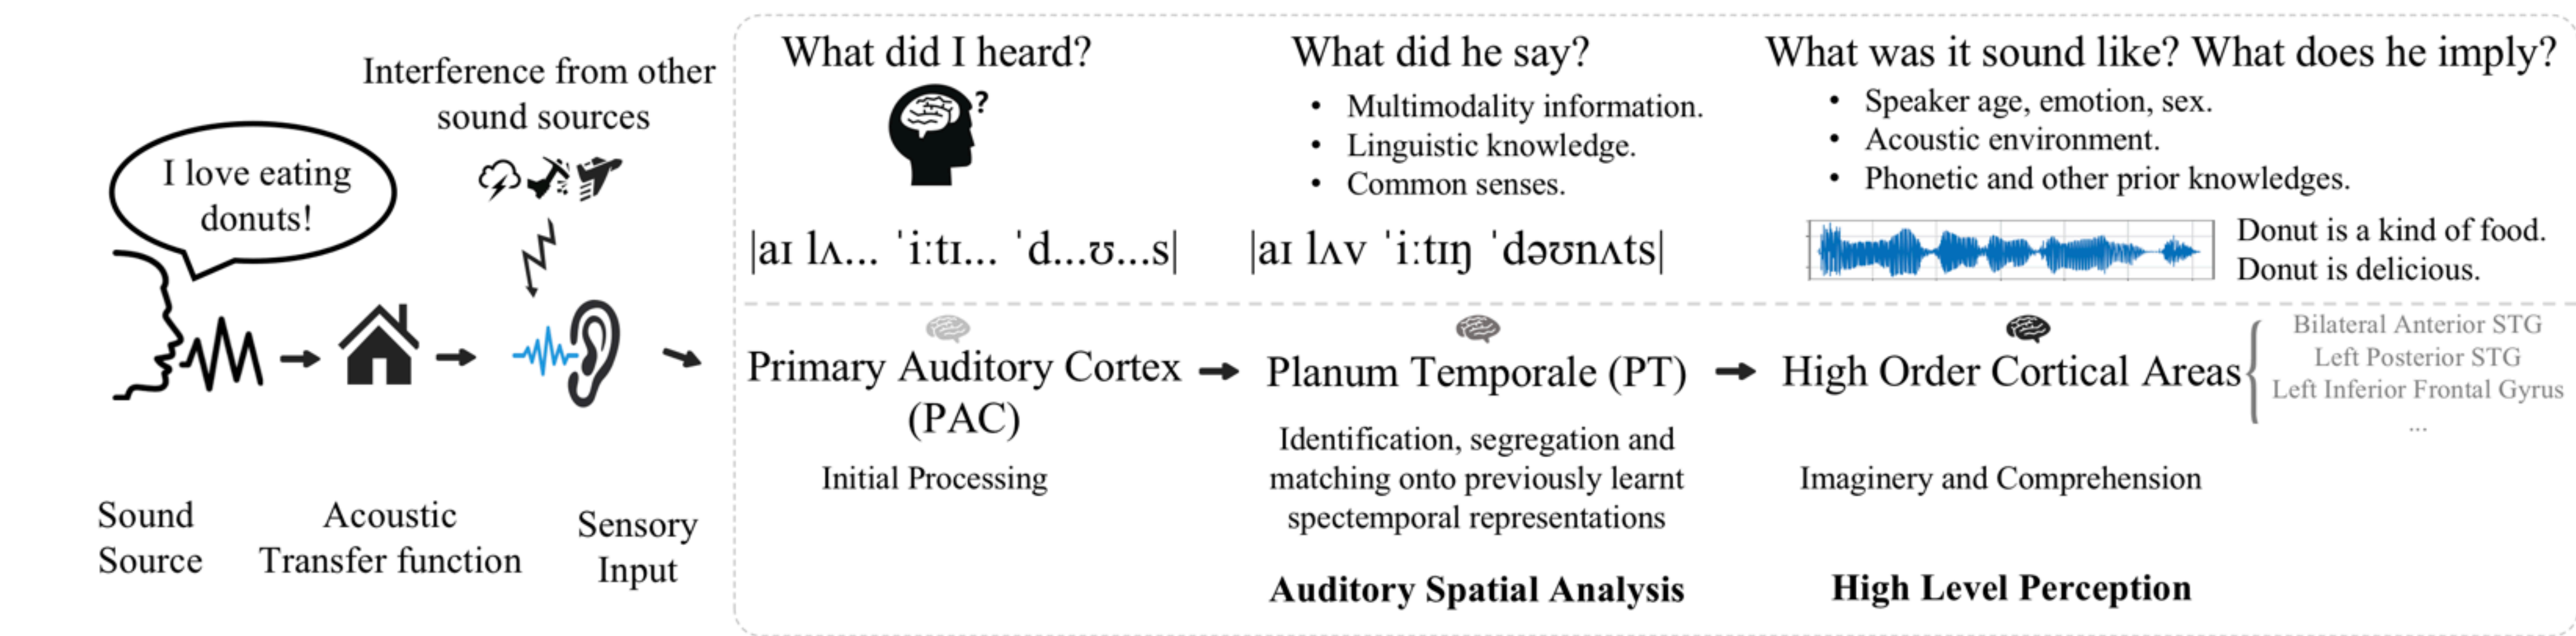 Interference from other
sound sources
I love eating
donuts!
Sound
Source
Acoustic
Transfer function
Sensory
Input
What did I heard?
?
|aɪ lʌ... ˈiːtɪ... ˈd...ʊ...s|
What did he say?
• Multimodality information.
• Linguistic knowledge.
• Common senses.
|aɪ lʌv ˈiːtɪŋ ˈdəʊnʌts|
What was it sound like? What does he imply?
• Speaker age, emotion, sex.
• Acoustic environment.
• Phonetic and other prior knowledges.
Donut is a kind of food.
Donut is delicious.
Primary Auditory Cortex
(PAC)
Initial Processing
Planum Temporale (PT)
Identification, segregation and
matching onto previously learnt
spectemporal representations
Auditory Spatial Analysis
High Order Cortical Areas
Bilateral Anterior STG
Left Posterior STG
Left Inferior Frontal Gyrus
...
Imaginery and Comprehension
High Level Perception